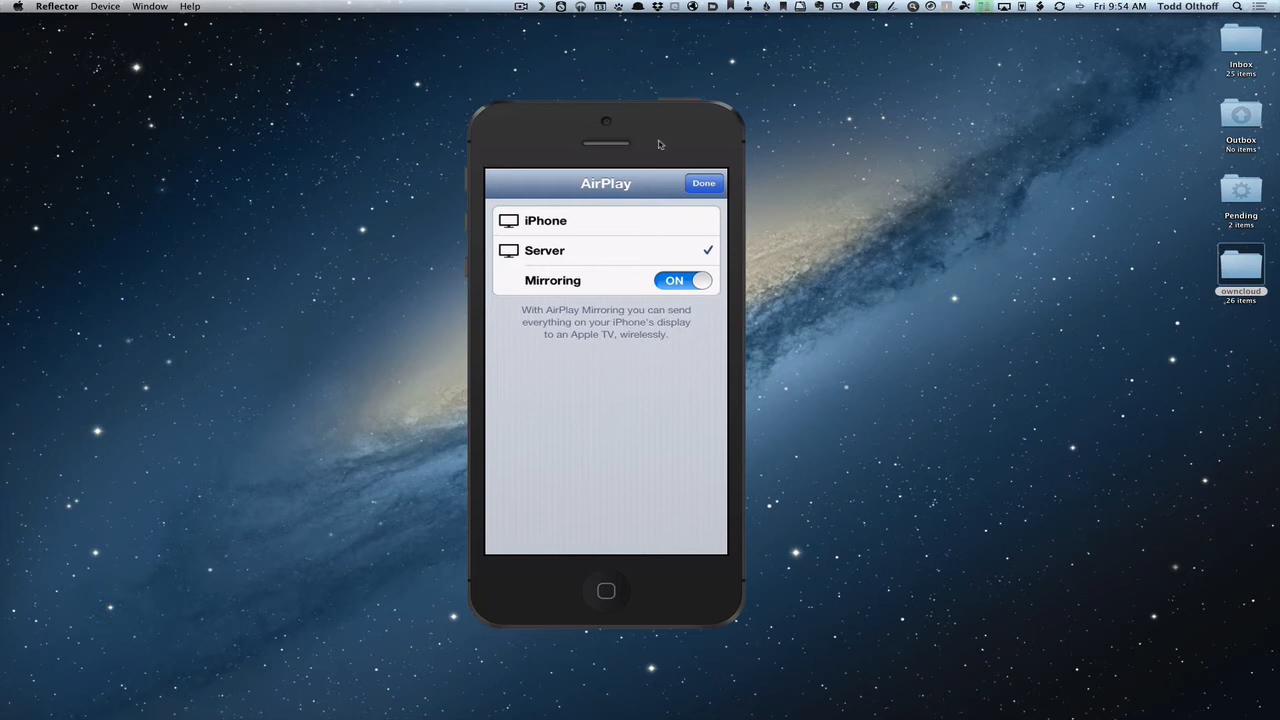 Reflector Device Window Help
Fri 9:54 AM Todd Olthoff
Inbox
25 items
Outbox
No items
Pending
2 items
owncloud
26 items
AirPlay
Done
iPhone
Server
Mirroring
ON
With AirPlay Mirroring you can send
everything on your iPhone's display
to an Apple TV, wirelessly.